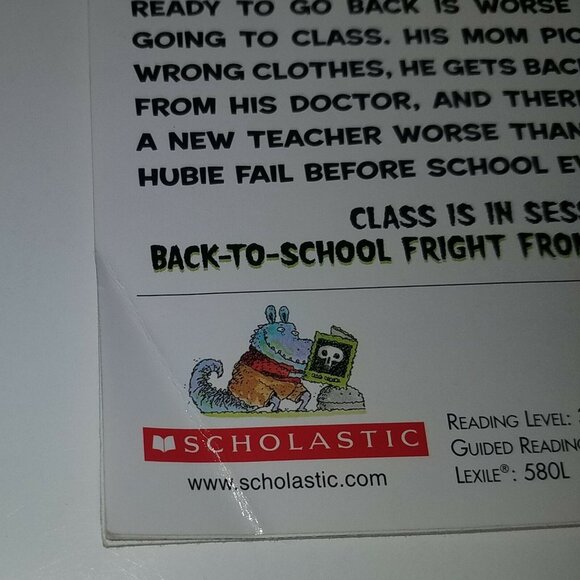 READY TO GO BACK IS WORSE
GOING TO CLASS. HIS MOM PIC
WRONG CLOTHES, HE GETS BAC
FROM HIS DOCTOR, AND THER
A NEW TEACHER WORSE THAN
HUBIE FAIL BEFORE SCHOOL EV
CLASS IS IN SESS
BACK-TO-SCHOOL FRIGHT FROM
SCHOLASTIC
www.scholastic.com
READING LEVEL:
GUIDED READING
LEXILE®: 580L